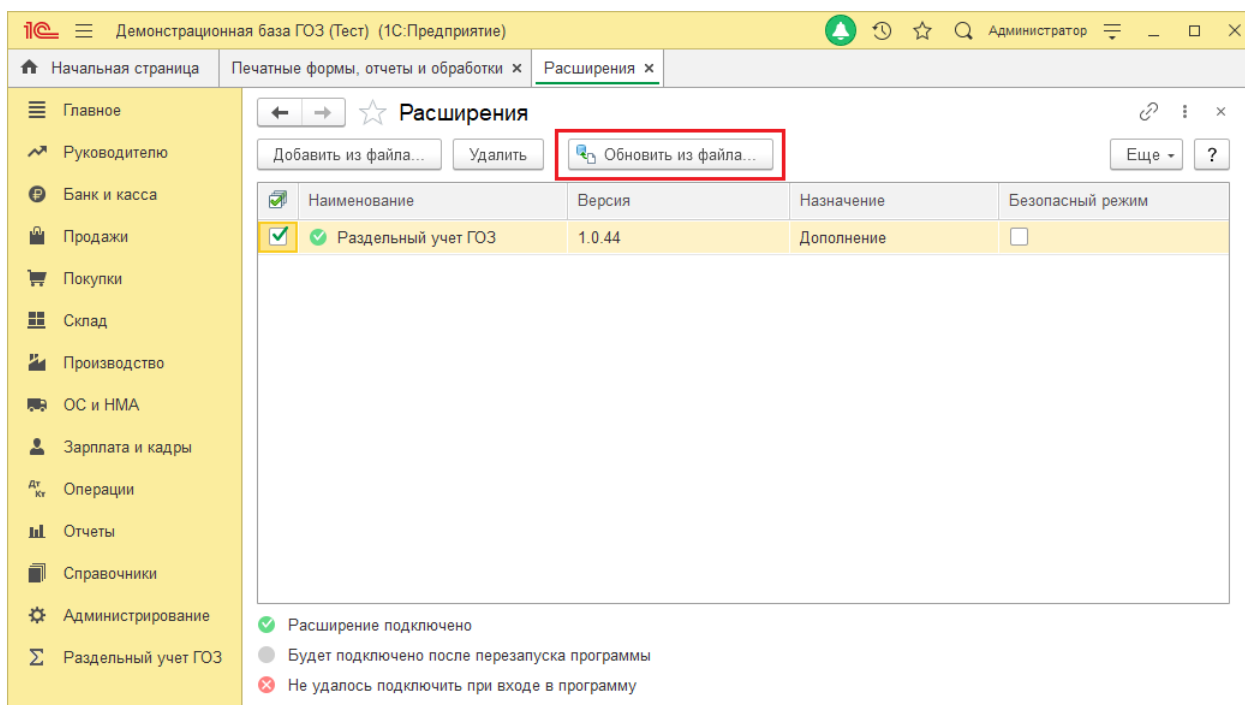 1С Демонстрационная база ГОЗ (Тест) (1С:Предприятие) Администратор
Начальная страница Печатные формы, отчеты и обработки × Расширения ×
Главное
Руководителю
Банк и касса
Продажи
Покупки
Склад
Производство
ОС и НМА
Зарплата и кадры
Дт Кт Операции
Отчеты
Справочники
Администрирование
Раздельный учет ГОЗ
Расширения
Добавить из файла... Удалить Обновить из файла... Еще ?
Наименование Версия Назначение Безопасный режим
Раздельный учет ГОЗ 1.0.44 Дополнение
Расширение подключено
Будет подключено после перезапуска программы
Не удалось подключить при входе в программу